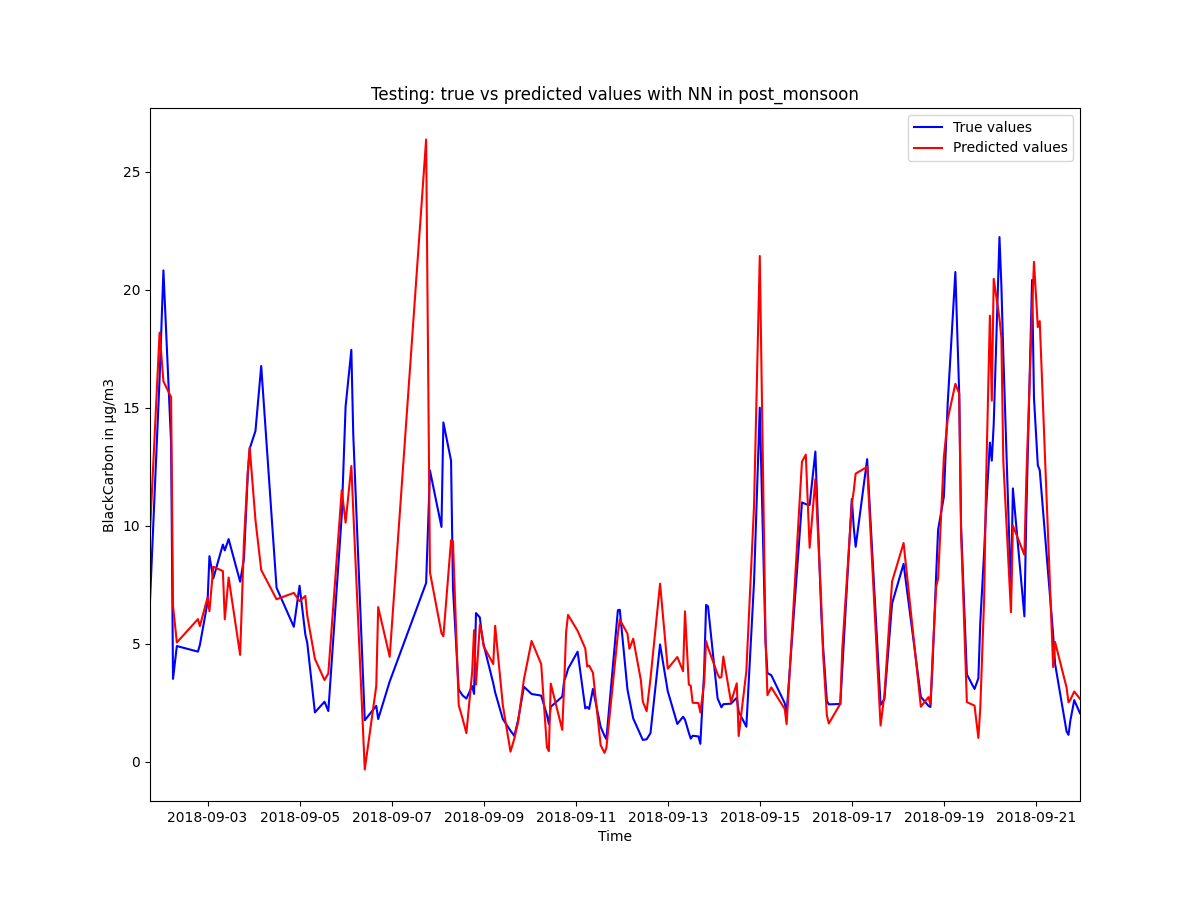 Testing: true vs predicted values with NN in post_monsoon
True values
Predicted values
25
20
15
10
5
0
BlackCarbon in µg/m3
2018-09-03 2018-09-05 2018-09-07 2018-09-09 2018-09-11 2018-09-13 2018-09-15 2018-09-17 2018-09-19 2018-09-21
Time